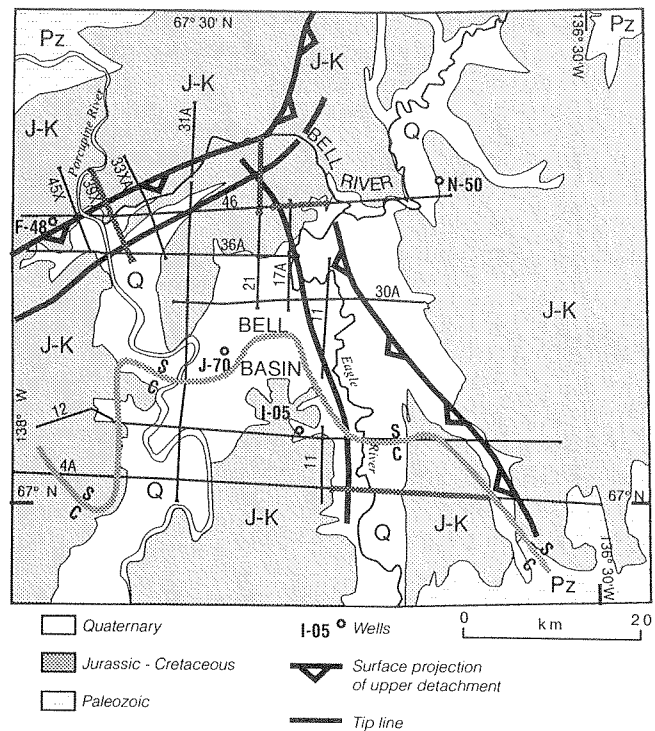 67° 30' N
136° 30'W
Pz
Pz
J-K
J-K
J-K
31A
Q
Porcupine River
BELL
RIVER
45X
39X
33XA
N-50
46
F-48
36A
Q
21
17A
11
30A
J-K
J-K
BELL
BASIN
J-70
Eagle
River
S
C
I-05
138° W
12
S
C
11
4A
67° N
67° N
S
C
Q
J-K
Q
J-K
S
C
136° 30'W
Pz
Quaternary
Jurassic - Cretaceous
Paleozoic
I-05 Wells
Surface projection
of upper detachment
Tip line
0 20
km